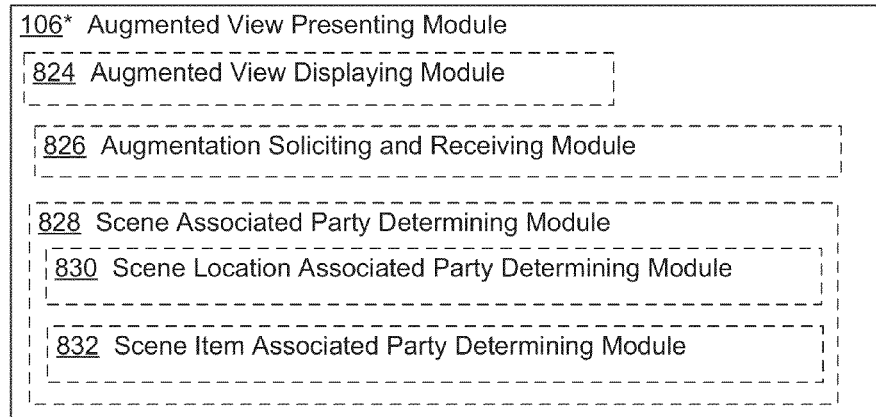 106* Augmented View Presenting Module
824 Augmented View Displaying Module
826 Augmentation Soliciting and Receiving Module
828 Scene Associated Party Determining Module
830 Scene Location Associated Party Determining Module
832 Scene Item Associated Party Determining Module